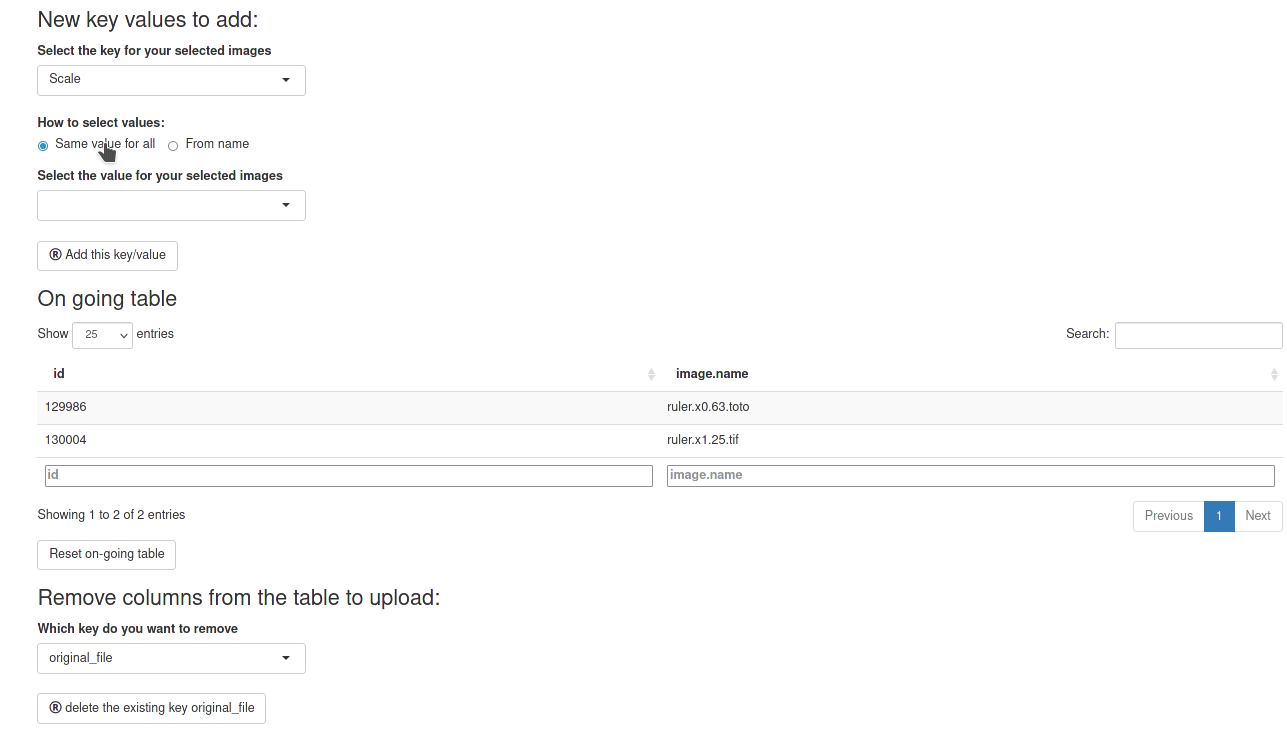 New key values to add:
Select the key for your selected images
Scale
How to select values:
Same value for all From name
Select the value for your selected images
® Add this key/value
On going table
Show 25 entries Search:
id image.name
129986 ruler.x0.63.toto
130004 ruler.x1.25.tif
id image.name
Showing 1 to 2 of 2 entries Previous 1 Next
Reset on-going table
Remove columns from the table to upload:
Which key do you want to remove
original_file
® delete the existing key original_file